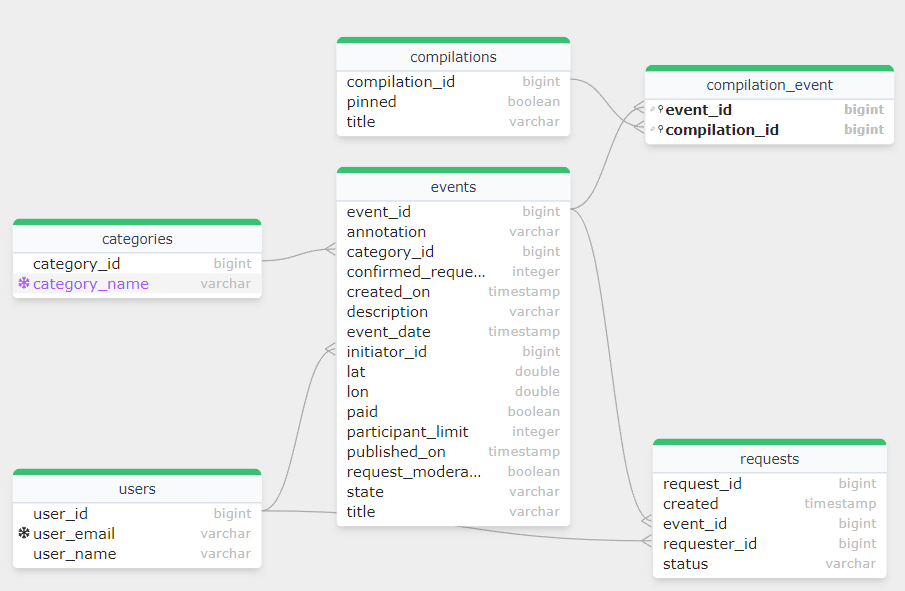 compilations
compilation_id bigint
pinned boolean
title varchar
compilation_event
event_id bigint
compilation_id bigint
events
event_id bigint
annotation varchar
category_id bigint
confirmed_reque... integer
created_on timestamp
description varchar
event_date timestamp
initiator_id bigint
lat double
lon double
paid boolean
participant_limit integer
published_on timestamp
request_modera... boolean
state varchar
title varchar
categories
category_id bigint
category_name varchar
users
user_id bigint
user_email varchar
user_name varchar
requests
request_id bigint
created timestamp
event_id bigint
requester_id bigint
status varchar